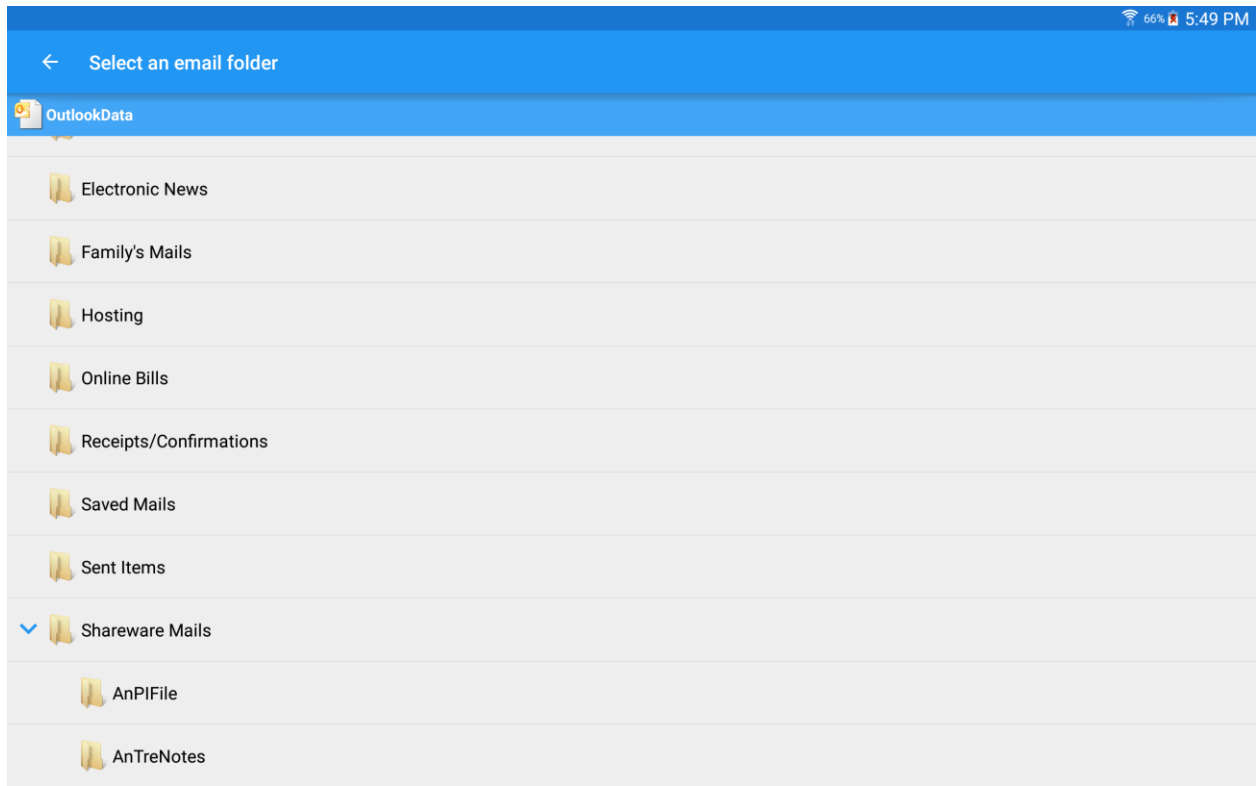 66% 5:49 PM
Select an email folder
OutlookData
Electronic News
Family's Mails
Hosting
Online Bills
Receipts/Confirmations
Saved Mails
Sent Items
Shareware Mails
AnPIFile
AnTreNotes